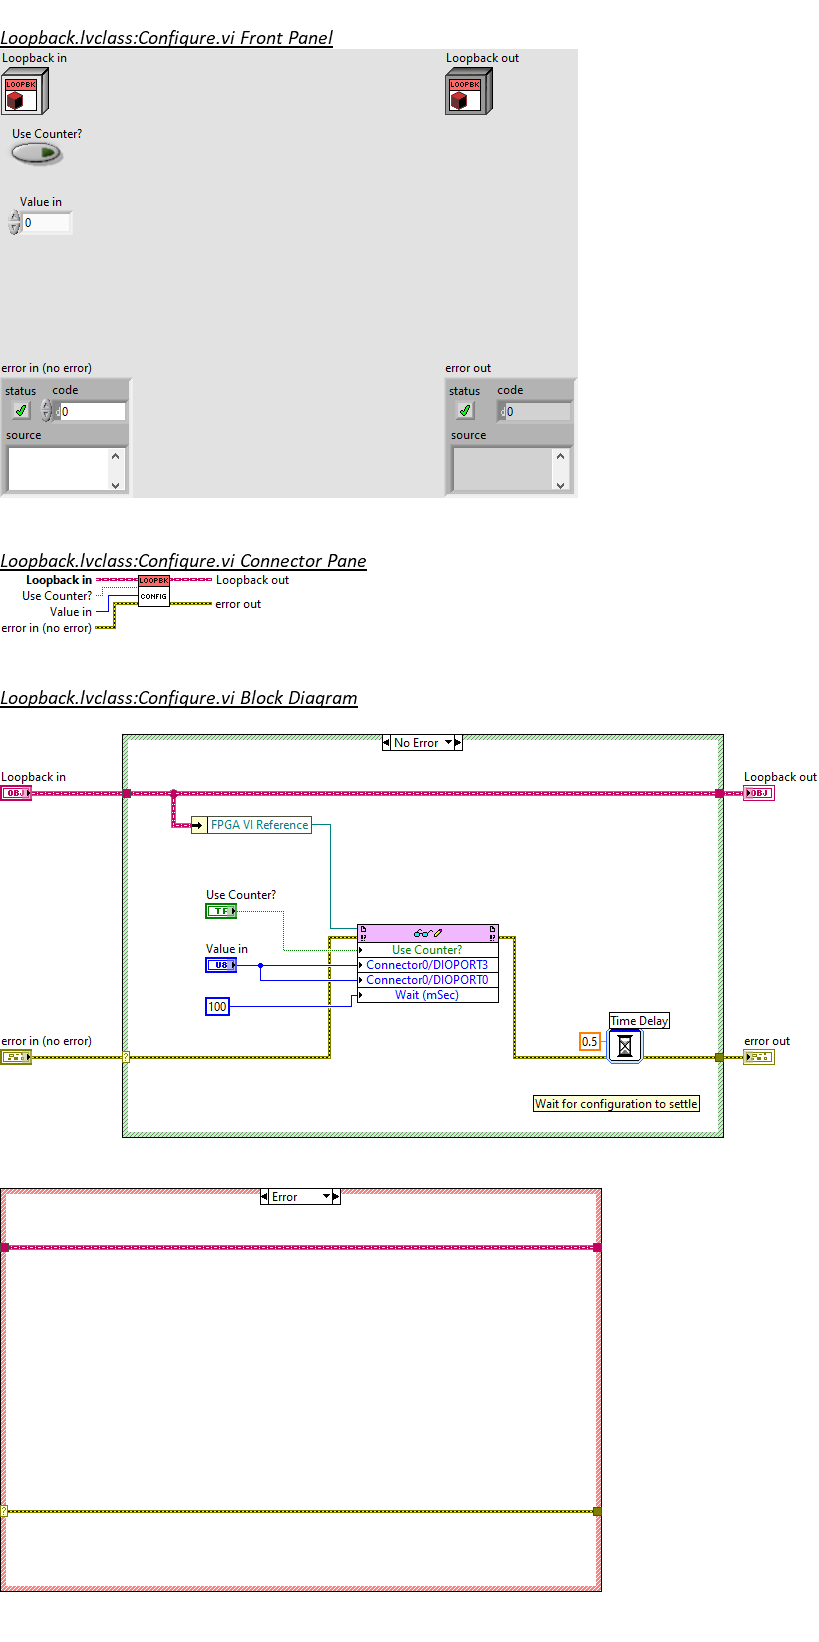 Loopback.lvclass:Configure.vi Front Panel
Loopback in
Loopback out
LOOPBK
LOOPBK
Use Counter?
Value in
0
error in (no error)
error out
status code
status code
d 0
d 0
source
source
Loopback.lvclass:Configure.vi Connector Pane
Loopback in
LOOPBK
Loopback out
Use Counter?
CONFIG
Value in
error out
error in (no error)
Loopback.lvclass:Configure.vi Block Diagram
No Error
Loopback in
Loopback out
OBJ
OBJ
FPGA VI Reference
Use Counter?
TF
Use Counter?
Value in
U8
Connector0/DIOPORT3
Connector0/DIOPORT0
Wait (mSec)
100
Time Delay
error in (no error)
0.5
error out
?
Wait for configuration to settle
Error
?